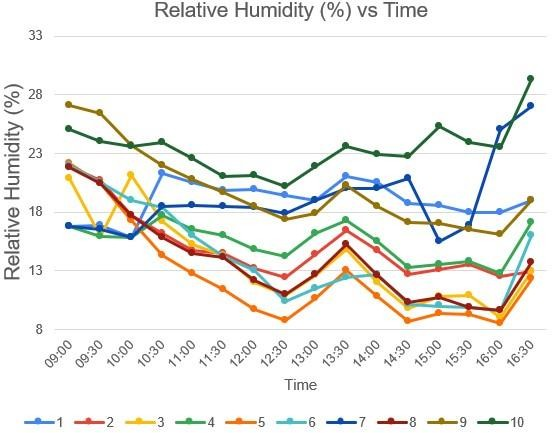 Relative Humidity (%) vs Time
33
28
23
18
13
8
Relative Humidity (%)
09:00 09:30 10:00 10:30 11:00 11:30 12:00 12:30 13:00 13:30 14:00 14:30 15:00 15:30 16:00 16:30
Time
1 2 3 4 5 6 7 8 9 10